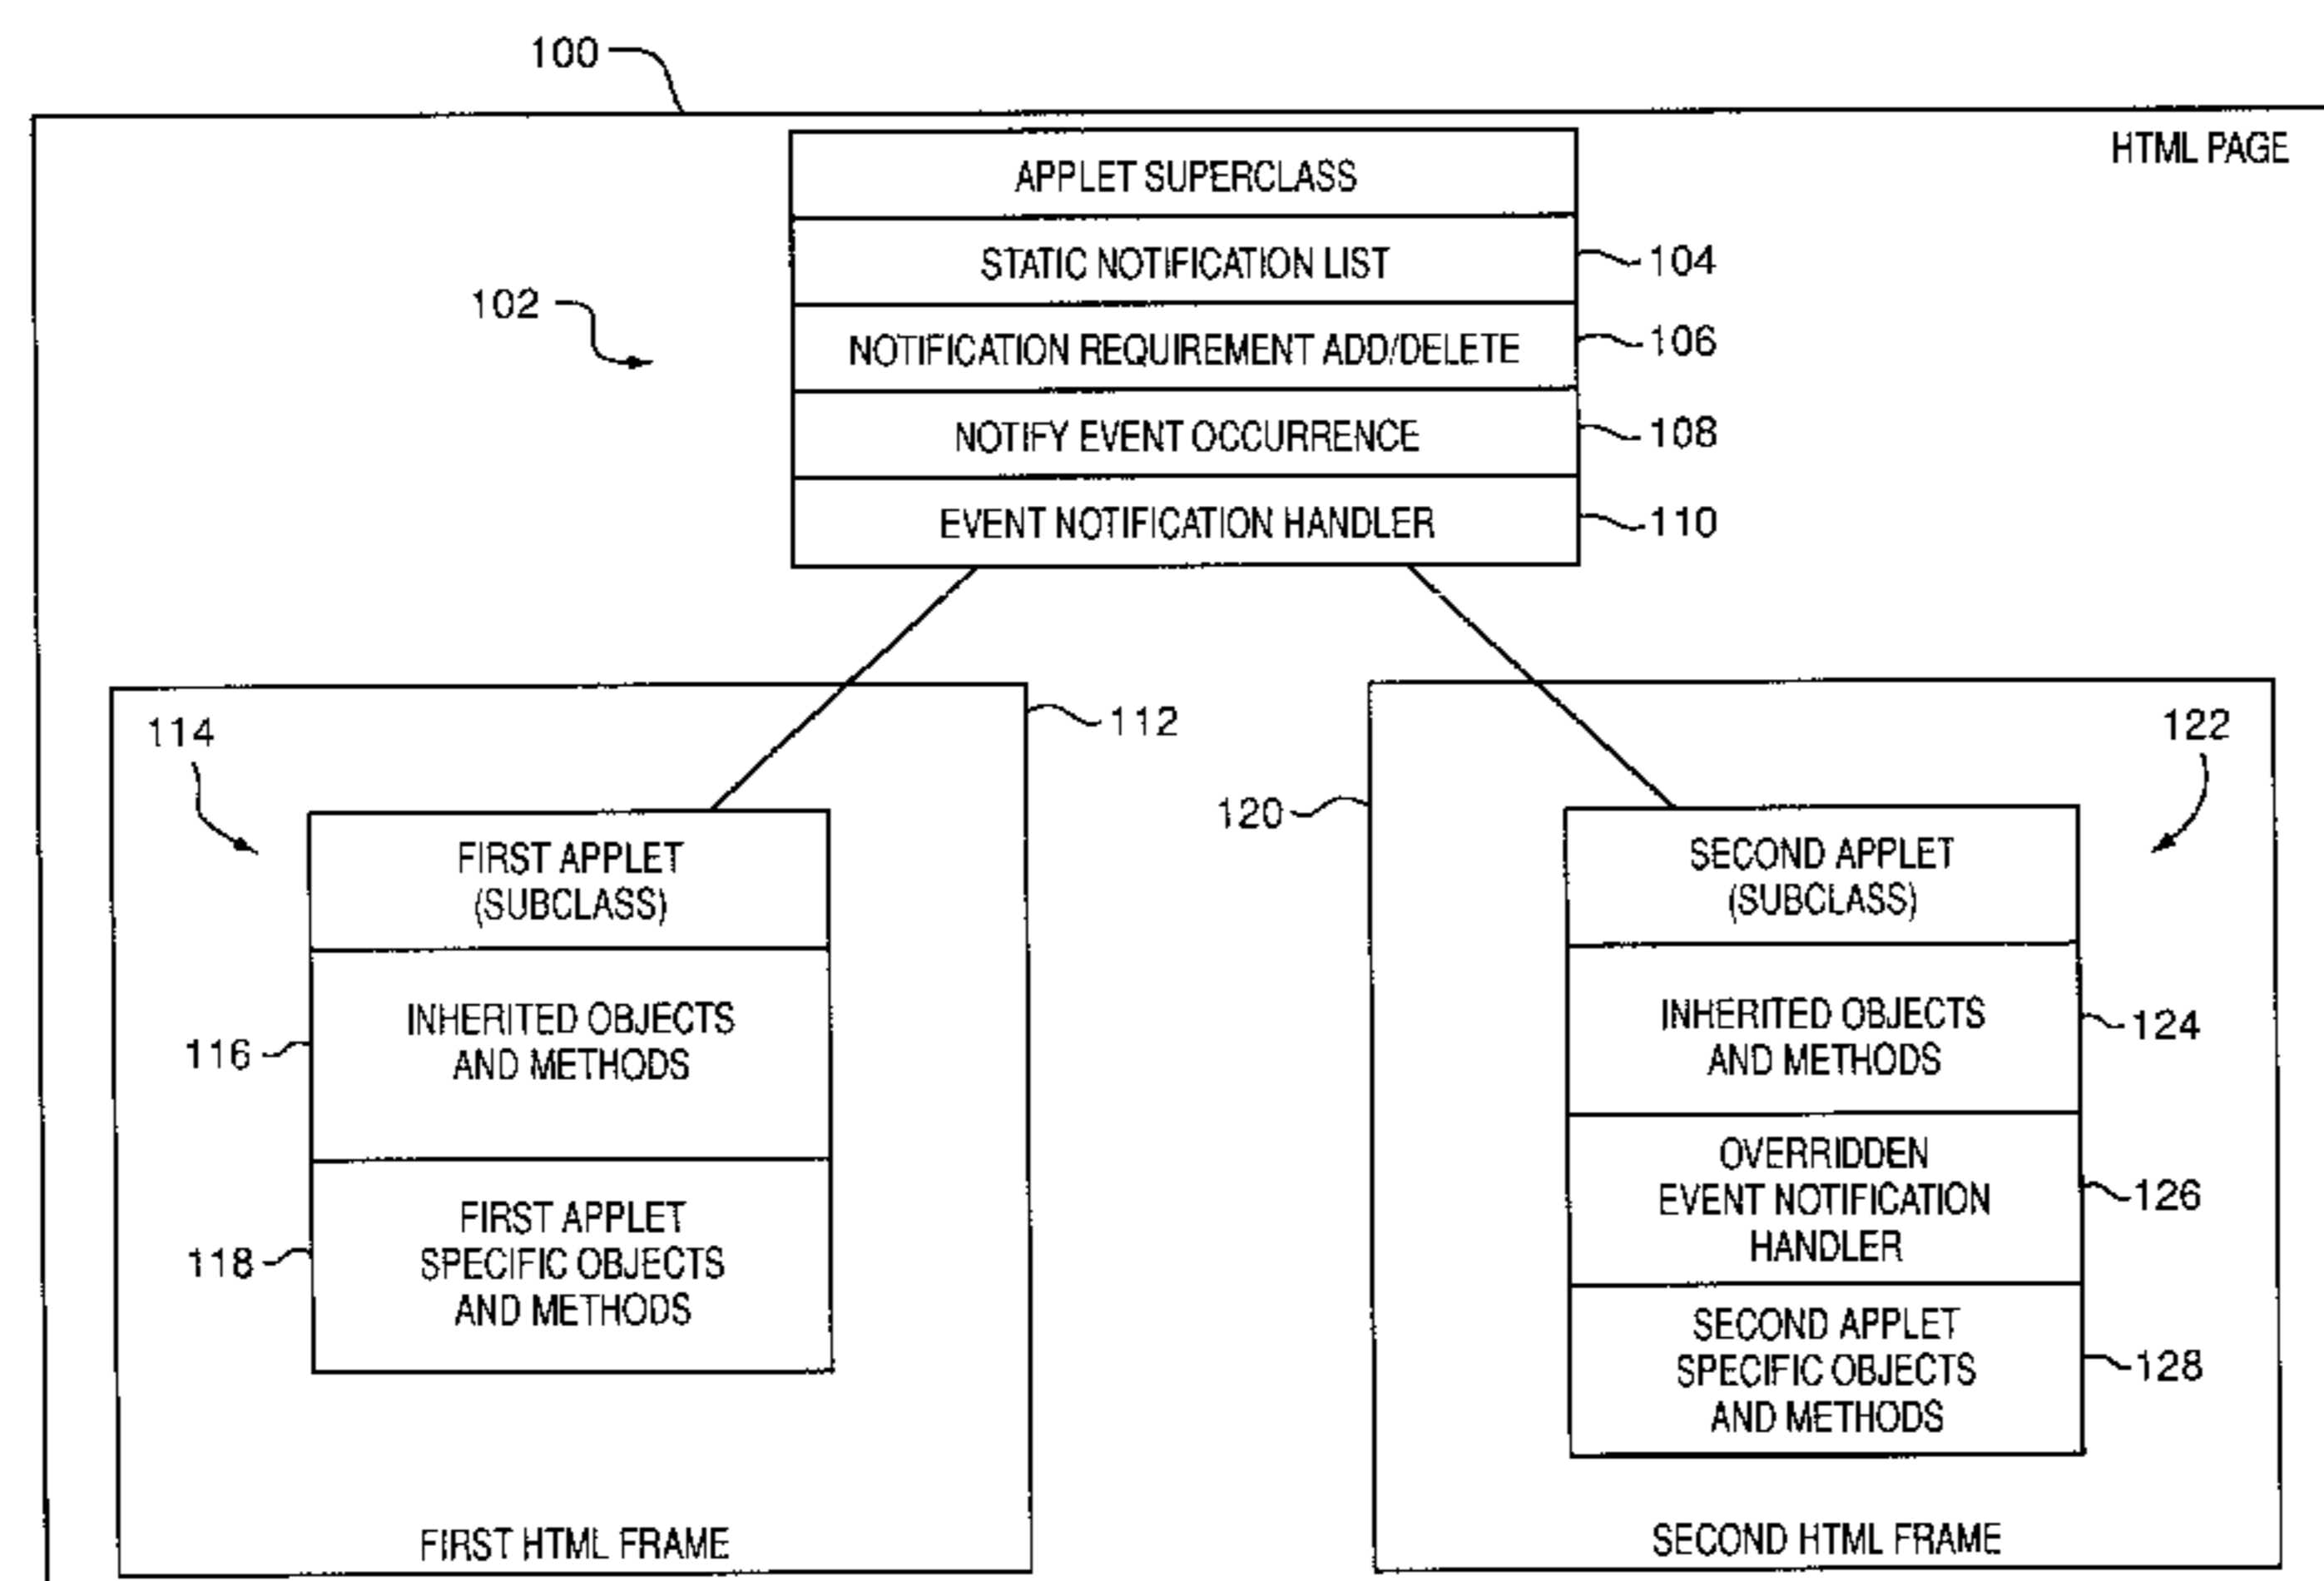 100
HTML PAGE
APPLET SUPERCLASS
STATIC NOTIFICATION LIST
104
102
NOTIFICATION REQUIREMENT ADD/DELETE
106
NOTIFY EVENT OCCURRENCE
108
EVENT NOTIFICATION HANDLER
110
112
114
FIRST APPLET
(SUBCLASS)
INHERITED OBJECTS
AND METHODS
116
FIRST APPLET
SPECIFIC OBJECTS
AND METHODS
118
FIRST HTML FRAME
120
122
SECOND APPLET
(SUBCLASS)
INHERITED OBJECTS
AND METHODS
124
OVERRIDDEN
EVENT NOTIFICATION
HANDLER
126
SECOND APPLET
SPECIFIC OBJECTS
AND METHODS
128
SECOND HTML FRAME